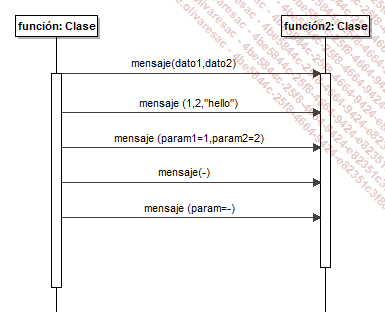 función: Clase
función2: Clase
mensaje(dato1,dato2)
mensaje (1,2,"hello")
mensaje (param1=1,param2=2)
mensaje(-)
mensaje (param=-)